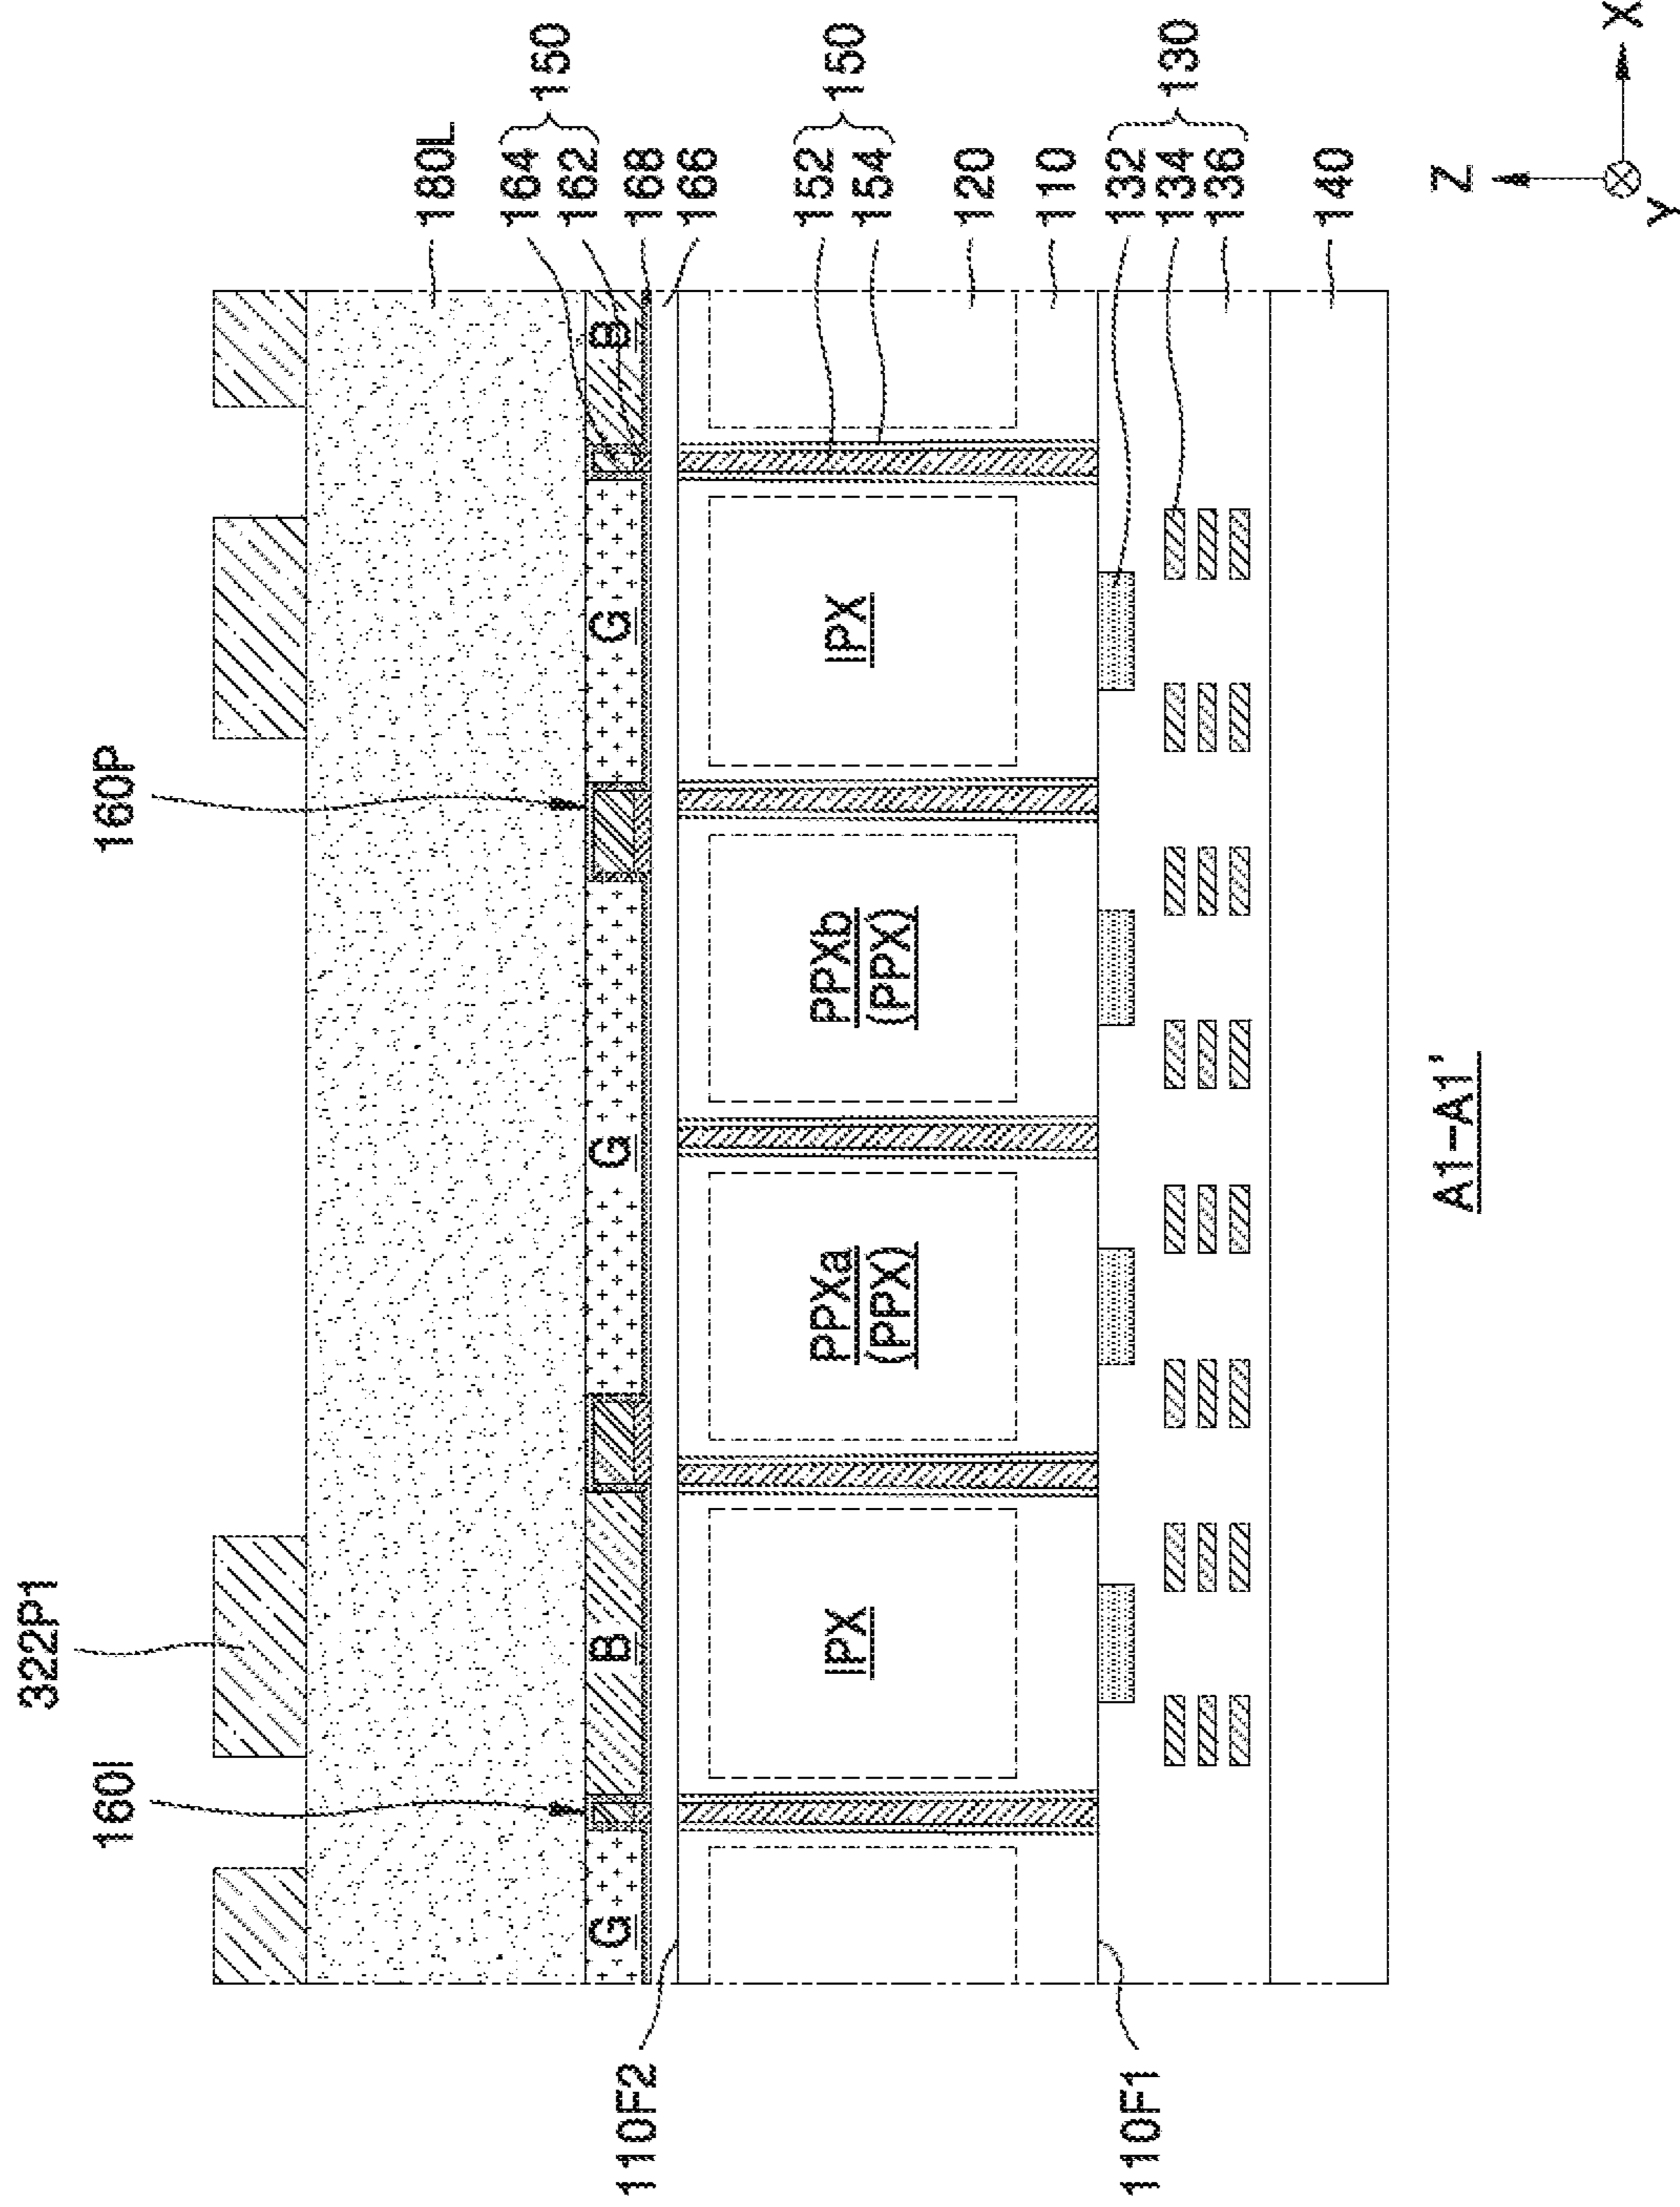 322P1
160I
160P
180L
164
162
160
168
166
152
154
150
120
110
132
134
136
130
140
110F2
110F1
G
B
G
G
B
IPX
PPXa
(PPX)
PPXb
(PPX)
IPX
A1-A1'
Z
Y
X